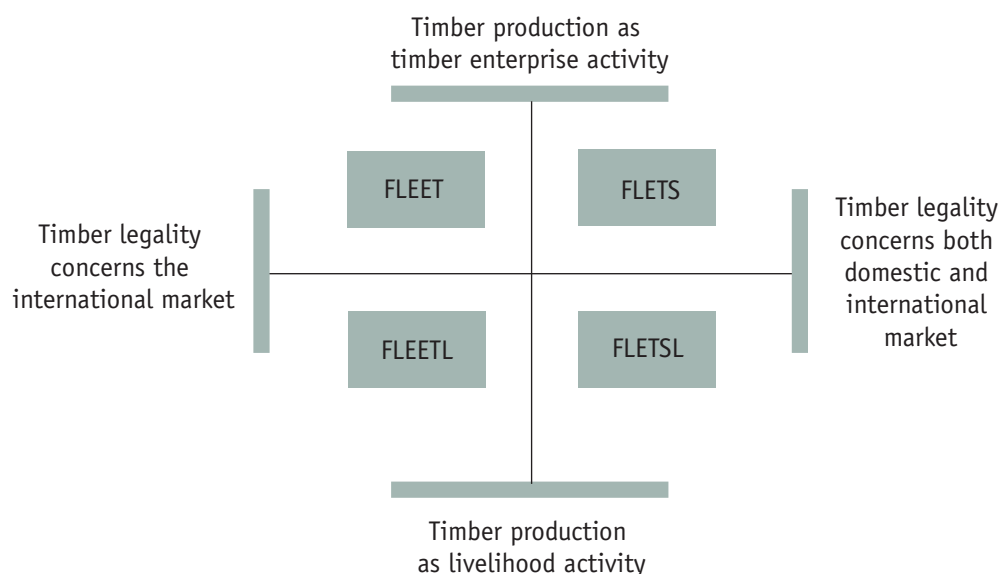 Timber production as
timber enterprise activity
FLEET
FLETS
Timber legality
concerns the
international market
Timber legality
concerns both
domestic and
international
market
FLEETL
FLETSL
Timber production
as livelihood activity